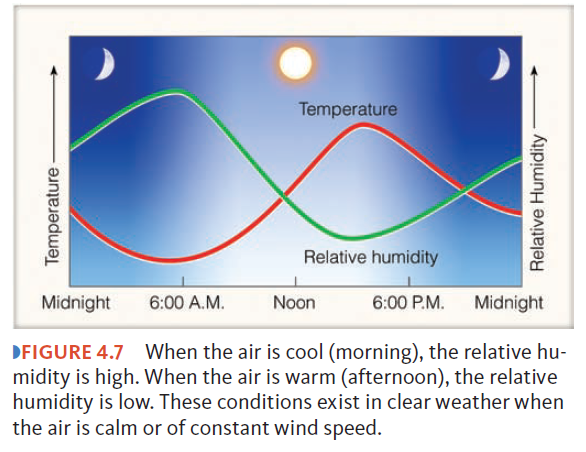 Temperature
Temperature
Relative humidity
Relative Humidity
Midnight 6:00 A.M. Noon 6:00 P.M. Midnight
FIGURE 4.7 When the air is cool (morning), the relative hu-
midity is high. When the air is warm (afternoon), the relative
humidity is low. These conditions exist in clear weather when
the air is calm or of constant wind speed.